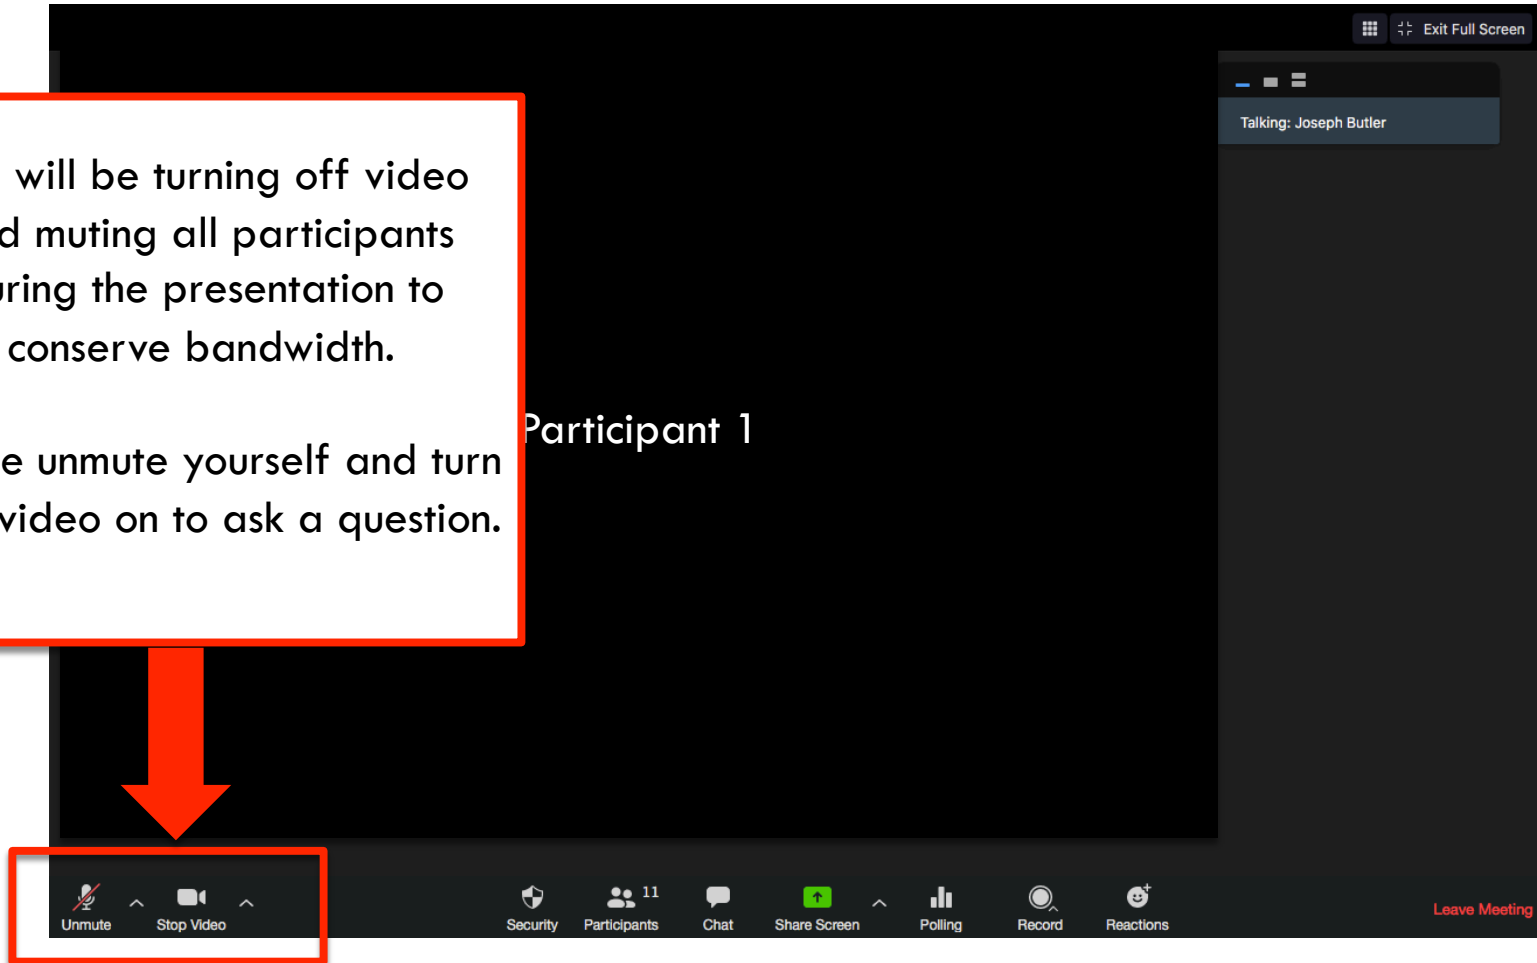 Exit Full Screen
Talking: Joseph Butler
will be turning off video
muting all participants
the presentation to
conserve bandwidth.
Participant 1
unmute yourself and turn
video on to ask a question.
11
Unmute
Stop Video
Security
Participants
Chat
Share Screen
Polling
Record
Reactions
Leave Meeting